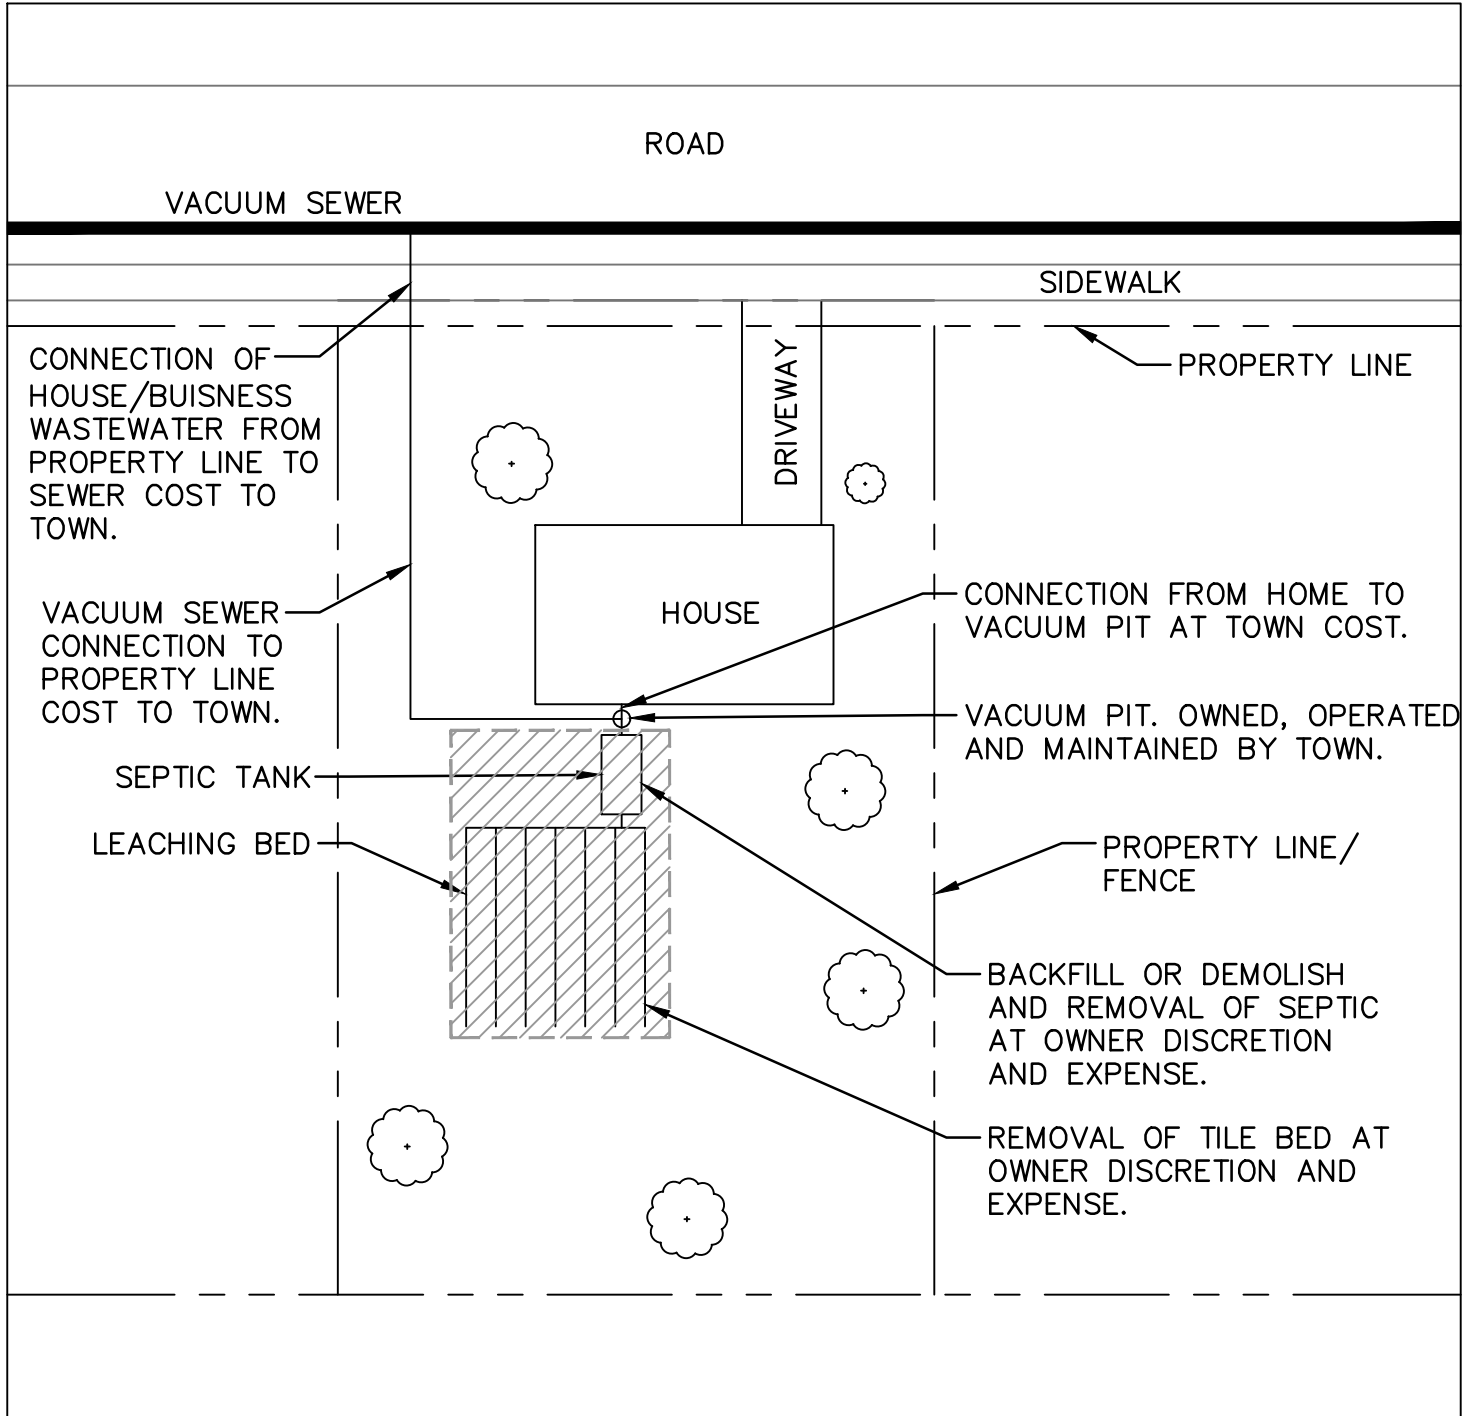 ROAD
VACUUM SEWER
SIDEWALK
CONNECTION OF
HOUSE/BUISNESS
WASTEWATER FROM
PROPERTY LINE TO
SEWER COST TO
TOWN.
PROPERTY LINE
DRIVEWAY
VACUUM SEWER
CONNECTION TO
PROPERTY LINE
COST TO TOWN.
HOUSE
CONNECTION FROM HOME TO
VACUUM PIT AT TOWN COST.
VACUUM PIT. OWNED, OPERATED
AND MAINTAINED BY TOWN.
SEPTIC TANK
LEACHING BED
PROPERTY LINE/
FENCE
BACKFILL OR DEMOLISH
AND REMOVAL OF SEPTIC
AT OWNER DISCRETION
AND EXPENSE.
REMOVAL OF TILE BED AT
OWNER DISCRETION AND
EXPENSE.